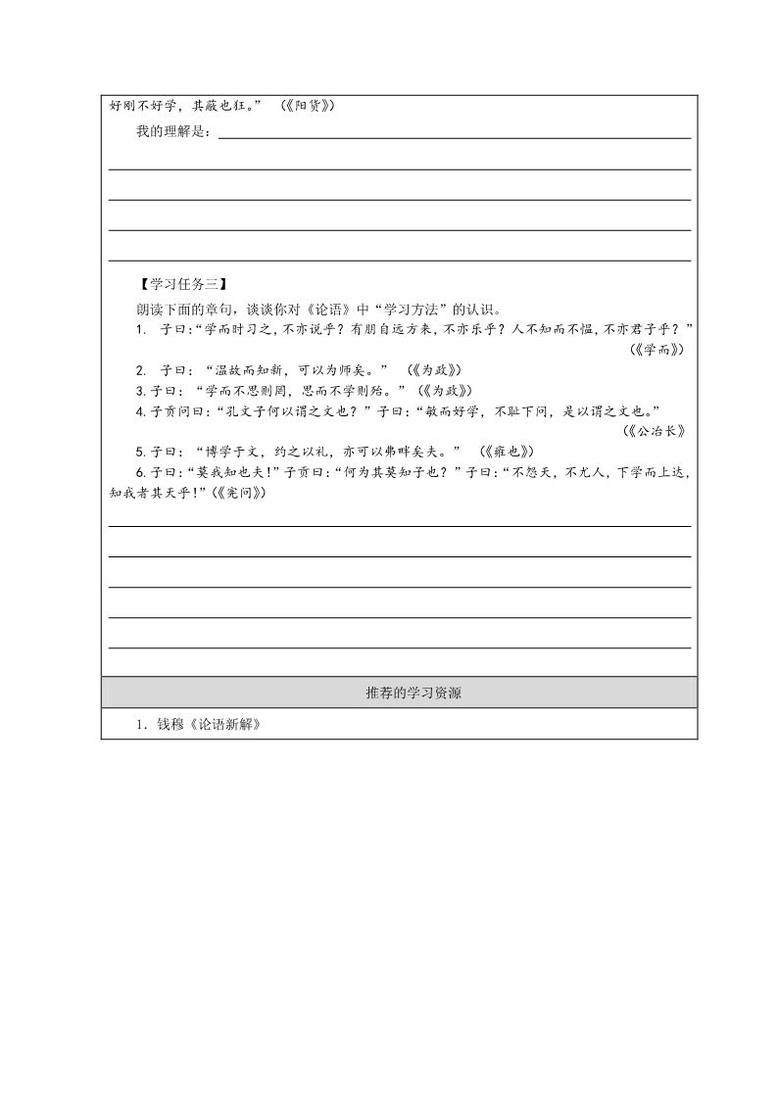 好刚不好学，其蔽也狂。” （《阳货》）
我的理解是：
【学习任务三】
朗读下面的章句，谈谈你对《论语》中“学习方法”的认识。
1. 子曰：“学而时习之，不亦说乎？有朋自远方来，不亦乐乎？人不知而不愠，不亦君子乎？”
（《学而》）
2. 子曰：“温故而知新，可以为师矣。” （《为政》）
3.子曰：“学而不思则罔，思而不学则殆。”（《为政》）
4.子贡问曰：“孔文子何以谓之文也？”子曰：“敏而好学，不耻下问，是以谓之文也。”
（《公冶长》
5.子曰：“博学于文，约之以礼，亦可以弗畔矣夫。” （《雍也》）
6.子曰：“莫我知也夫！”子贡曰：“何为其莫知子也？”子曰：“不怨天，不尤人，下学而上达，
知我者其天乎！”（《宪问》）
推荐的学习资源
1. 钱穆《论语新解》